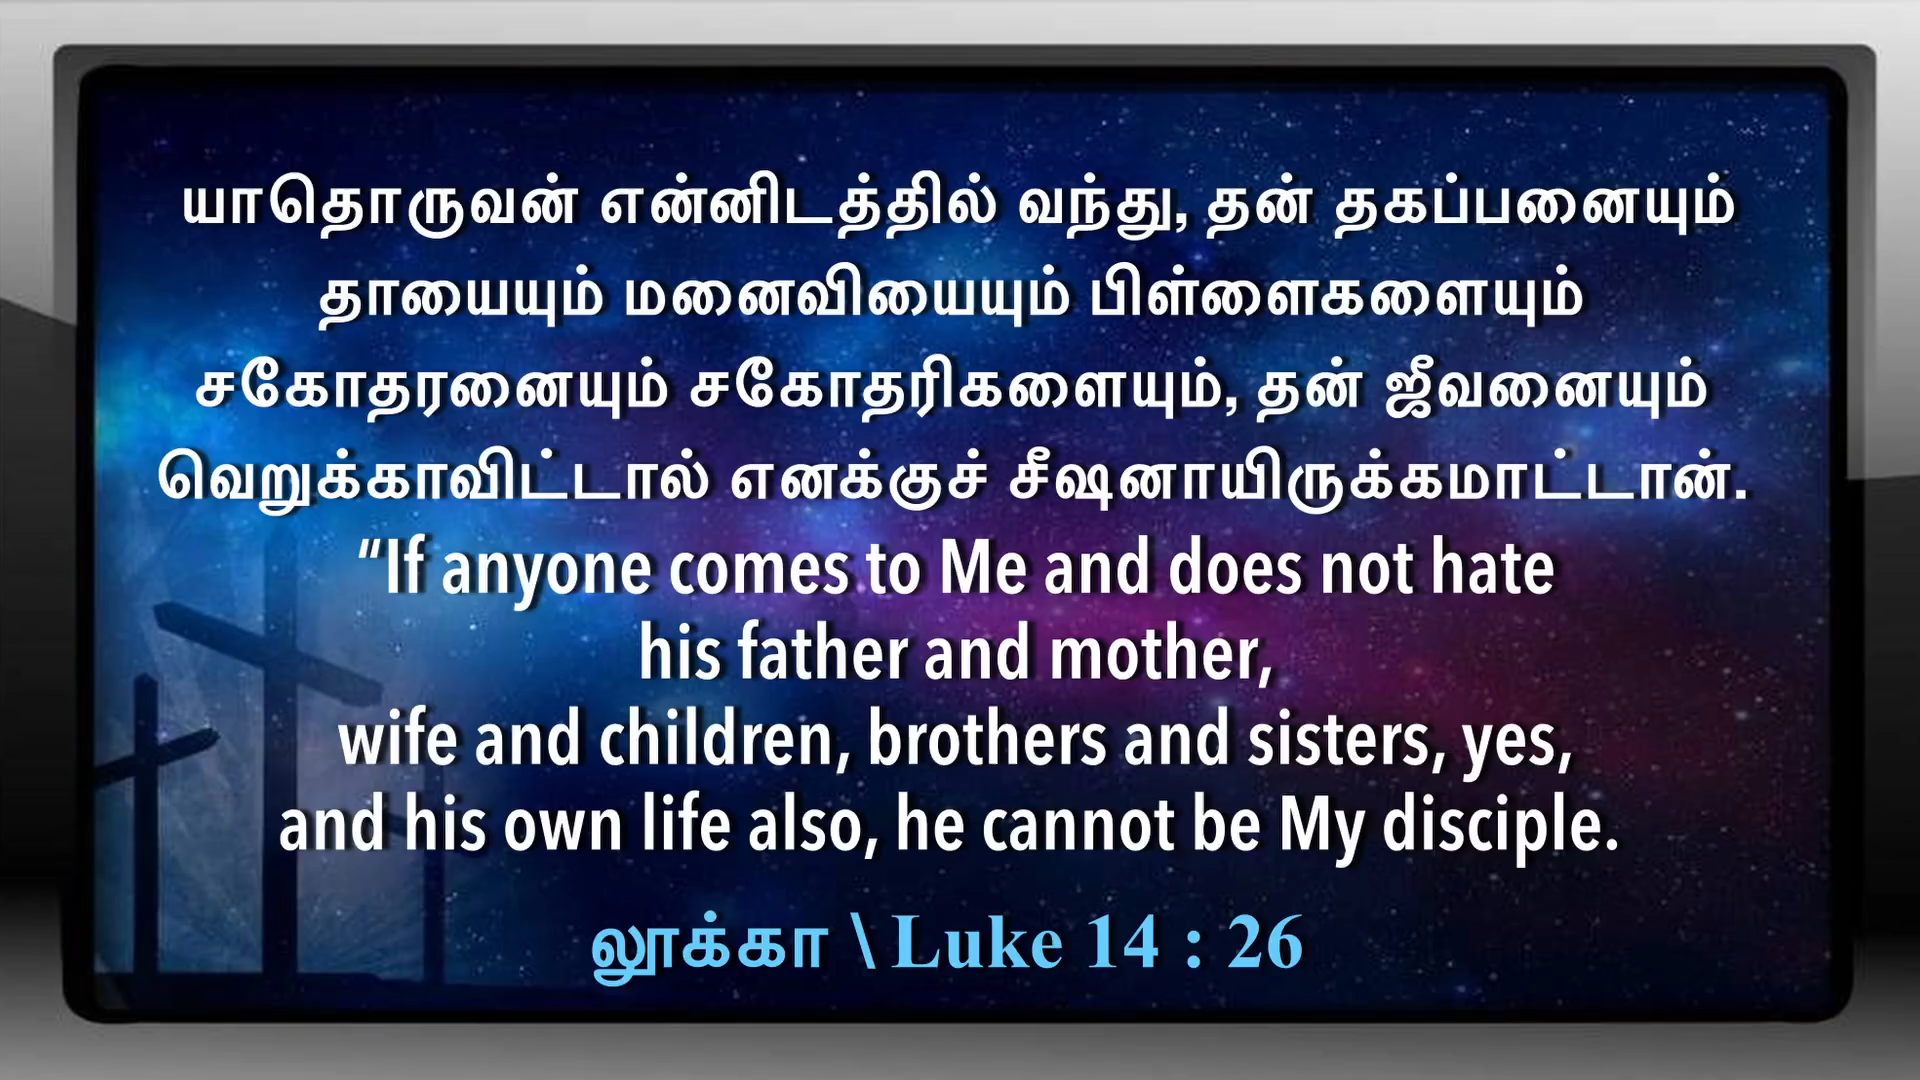 யாதொருவன் என்னிடத்தில் வந்து, தன் தகப்பனையும்
தாயையும் மனைவியையும் பிள்ளைகளையும்
சகோதரனையும் சகோதரிகளையும், தன் ஜீவனையும்
வெறுக்காவிட்டால் எனக்குச் சீஷனாயிருக்கமாட்டான்.
“If anyone comes to Me and does not hate
his father and mother,
wife and children, brothers and sisters, yes,
and his own life also, he cannot be My disciple.
லூக்கா \ Luke 14 : 26